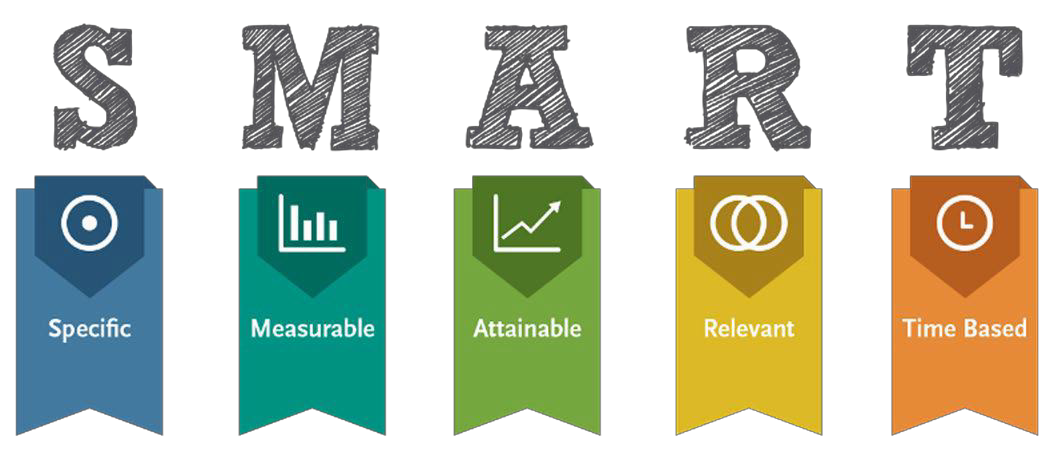 S M A R T
Specific
Measurable
Attainable
Relevant
Time Based